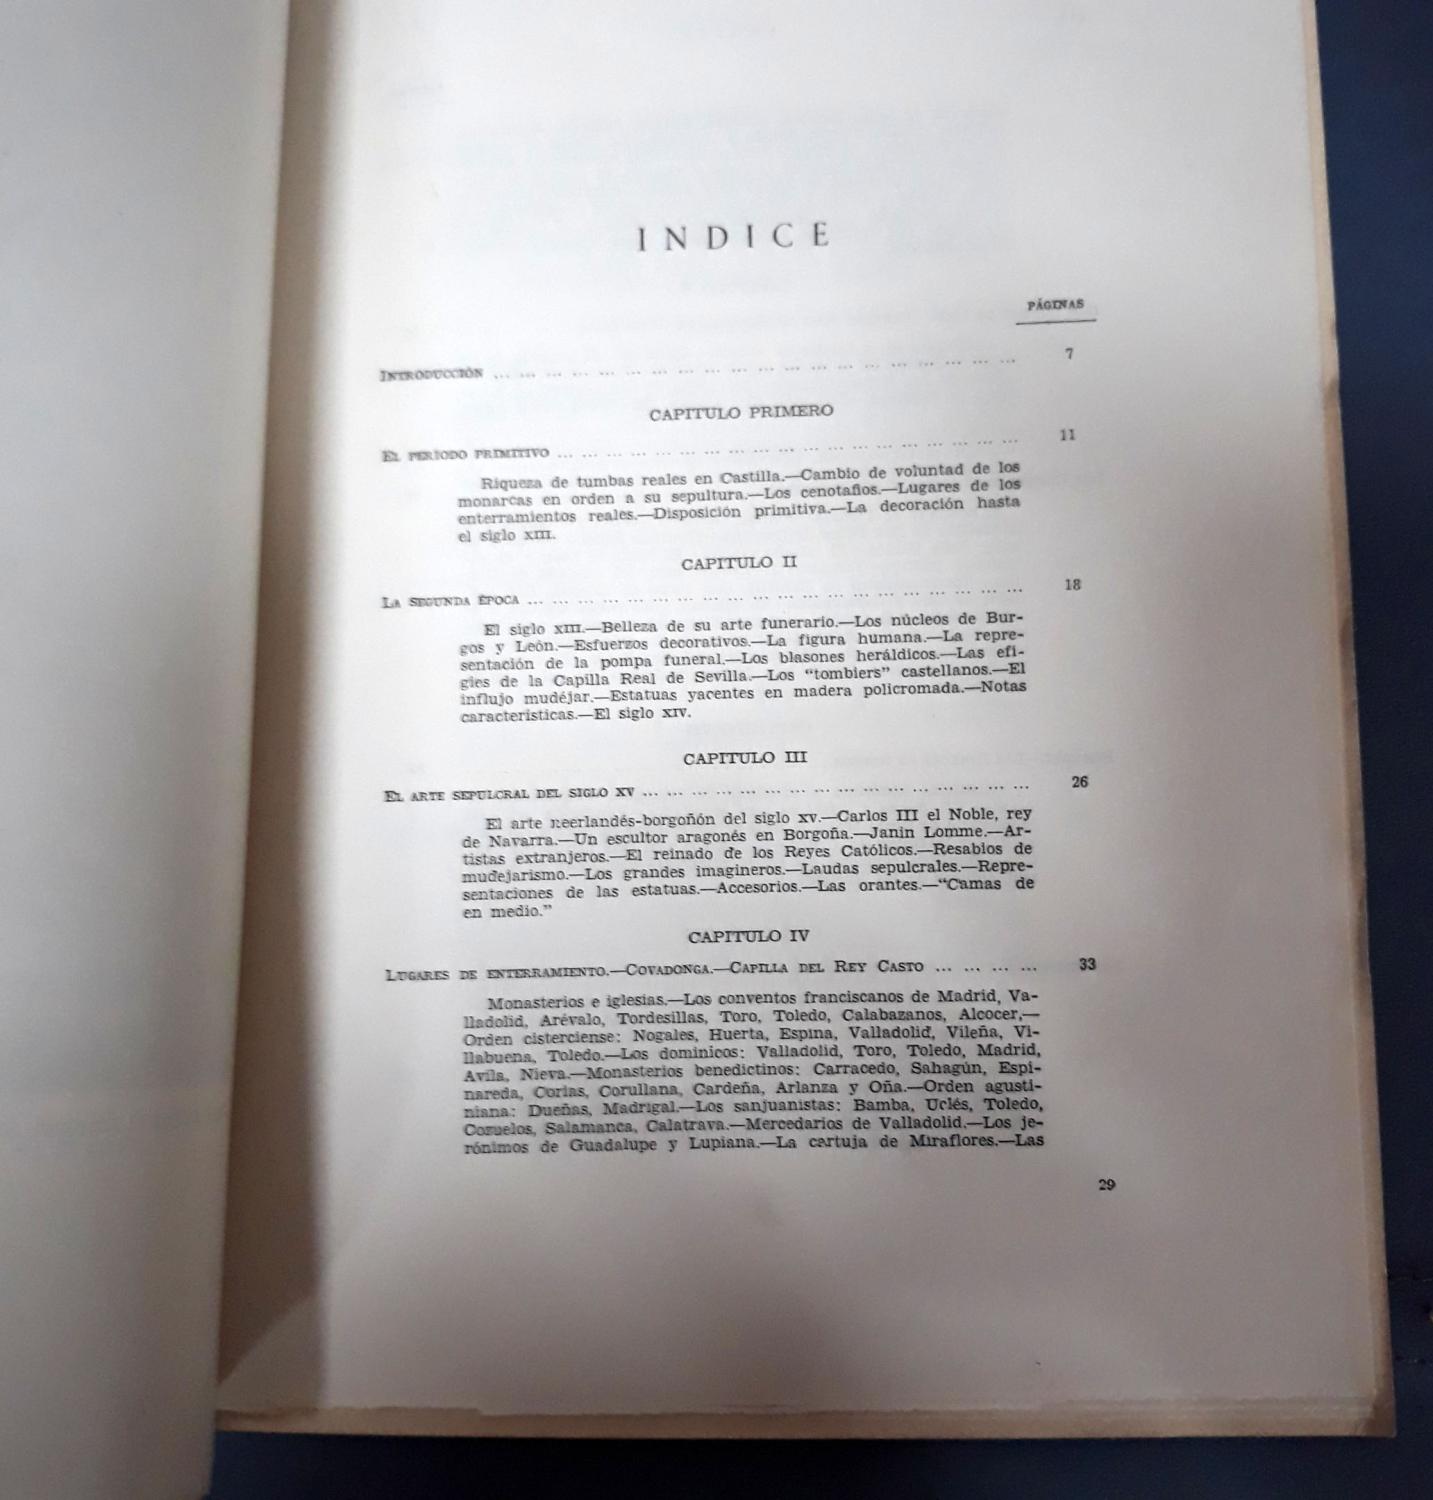 INDICE
PÁGINAS
INTRODUCCIÓN ... ... ... ... ... ... ... ... ... ... ... ... ... ... ... ... ... ... ... ... 7
CAPITULO PRIMERO
EL PERÍODO PRIMITIVO ... ... ... ... ... ... ... ... ... ... ... ... ... ... ... ... ... ... ... 11
Riqueza de tumbas reales en Castilla.—Cambio de voluntad de los
monarcas en orden a su sepultura.—Los cenotafios.—Lugares de los
enterramientos reales.—Disposición primitiva.—La decoración hasta
el siglo XIII.
CAPITULO II
LA SEGUNDA ÉPOCA ... ... ... ... ... ... ... ... ... ... ... ... ... ... ... ... ... ... ... ... 18
El siglo XIII.—Belleza de su arte funerario.—Los núcleos de Bur-
gos y León.—Esfuerzos decorativos.—La figura humana.—La repre-
sentación de la pompa funeral.—Los blasones heráldicos.—Las efi-
gies de la Capilla Real de Sevilla.—Los "tombiers" castellanos.—El
influjo mudéjar.—Estatuas yacentes en madera policromada.—Notas
características.—El siglo XIV.
CAPITULO III
EL ARTE SEPULCRAL DEL SIGLO XV ... ... ... ... ... ... ... ... ... ... ... ... ... ... ... ... 26
El arte neerlandés-borgoñón del siglo XV.—Carlos III el Noble, rey
de Navarra.—Un escultor aragonés en Borgoña.—Janin Lomme.—Ar-
tistas extranjeros.—El reinado de los Reyes Católicos.—Resabios de
mudejarismo.—Los grandes imagineros.—Laudas sepulcrales.—Repre-
sentaciones de las estatuas.—Accesorios.—Las orantes.—"Camas de
en medio."
CAPITULO IV
LUGARES DE ENTERRAMIENTO.—COVADONGA.—CAPILLA DEL REY CASTO ... ... ... ... 33
Monasterios e iglesias.—Los conventos franciscanos de Madrid, Va-
lladolid, Arévalo, Tordesillas, Toro, Toledo, Calabazanos, Alcocer,—
Orden cisterciense: Nogales, Huerta, Espina, Valladolid, Vileña, Vi-
llabuena, Toledo.—Los dominicos: Valladolid, Toro, Toledo, Madrid,
Avila, Nieva.—Monasterios benedictinos: Carracedo, Sahagún, Espi-
nareda, Corias, Corullana, Cardeña, Arlanza y Oña.—Orden agusti-
niana: Dueñas, Madrigal.—Los sanjuanistas: Bamba, Uclés, Toledo,
Cozuelos, Salamanca, Calatrava.—Mercedarios de Valladolid.—Los je-
rónimos de Guadalupe y Lupiana.—La cartuja de Miraflores.—Las
29